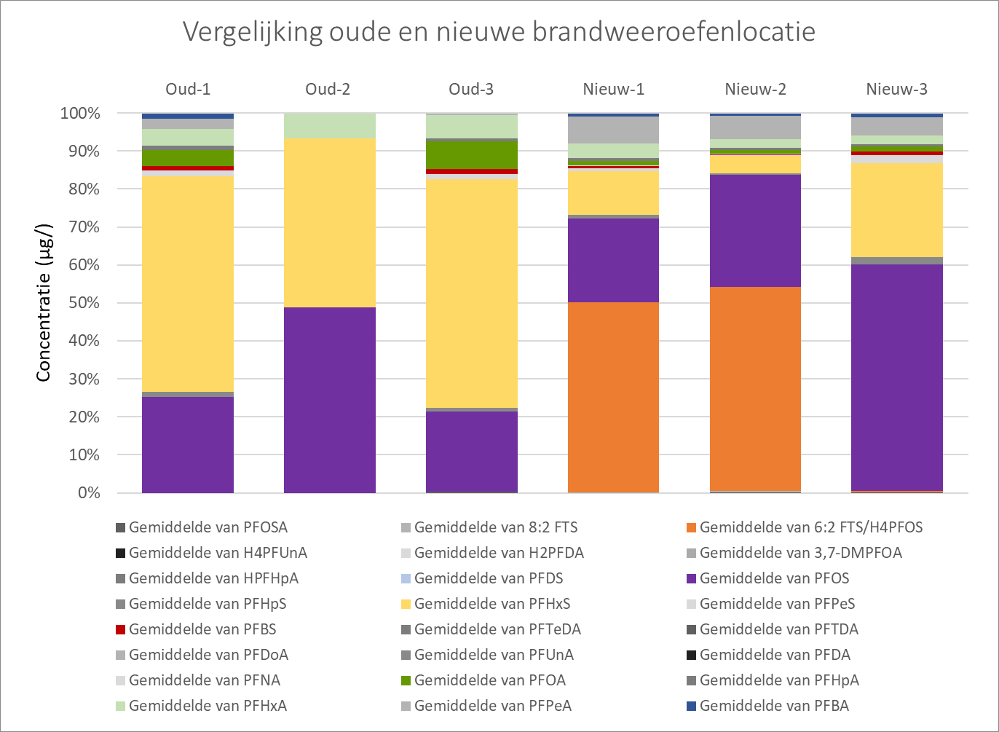 Vergelijking oude en nieuwe brandweeroefenlocatie
Oud-1 Oud-2 Oud-3 Nieuw-1 Nieuw-2 Nieuw-3
100%
90%
80%
70%
60%
50%
40%
30%
20%
10%
0%
Concentratie (µg/)
Gemiddelde van PFOSA Gemiddelde van 8:2 FTS Gemiddelde van 6:2 FTS/H4PFOS
Gemiddelde van H4PFUnA Gemiddelde van H2PFDA Gemiddelde van 3,7-DMPFOA
Gemiddelde van HPFHpA Gemiddelde van PFDS Gemiddelde van PFOS
Gemiddelde van PFHpS Gemiddelde van PFHxS Gemiddelde van PFPeS
Gemiddelde van PFBS Gemiddelde van PFTeDA Gemiddelde van PFTDA
Gemiddelde van PFDoA Gemiddelde van PFUnA Gemiddelde van PFDA
Gemiddelde van PFNA Gemiddelde van PFOA Gemiddelde van PFHpA
Gemiddelde van PFHxA Gemiddelde van PFPeA Gemiddelde van PFBA